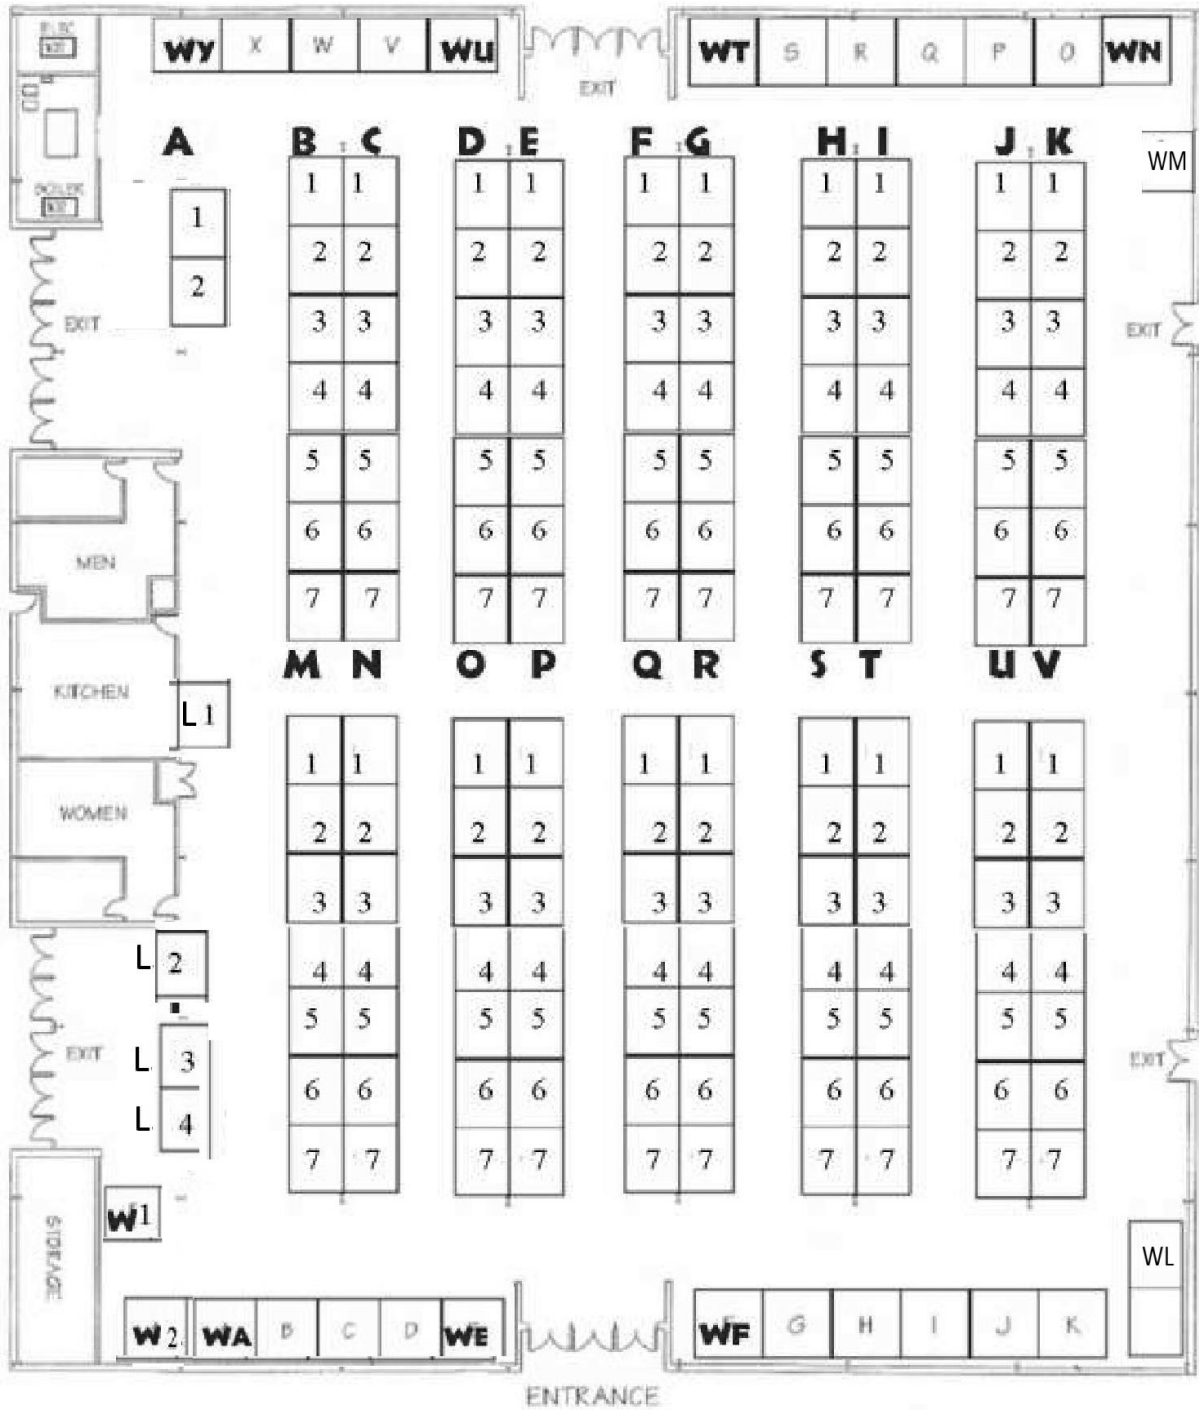 WY X W V WU
WT S R Q P O WN
EXIT
A B C D E F G H I J K
WM
BOILER
1 1 1 1 1 1 1 1 1 1
1
2 2 2 2 2 2 2 2 2 2
2
EXIT
3 3 3 3 3 3 3 3 3 3
EXIT
4 4 4 4 4 4 4 4 4 4
5 5 5 5 5 5 5 5 5 5
6 6 6 6 6 6 6 6 6 6
MEN
7 7 7 7 7 7 7 7 7 7
M N O P Q R S T U V
KITCHEN
L 1
1 1 1 1 1 1 1 1 1 1
WOMEN
2 2 2 2 2 2 2 2 2 2
3 3 3 3 3 3 3 3 3 3
L 2
4 4 4 4 4 4 4 4 4 4
5 5 5 5 5 5 5 5 5 5
EXIT
L 3
EXIT
6 6 6 6 6 6 6 6 6 6
L 4
7 7 7 7 7 7 7 7 7 7
W 1
STORAGE
WL
W 2 WA B C D WE
WF G H I J K
ENTRANCE